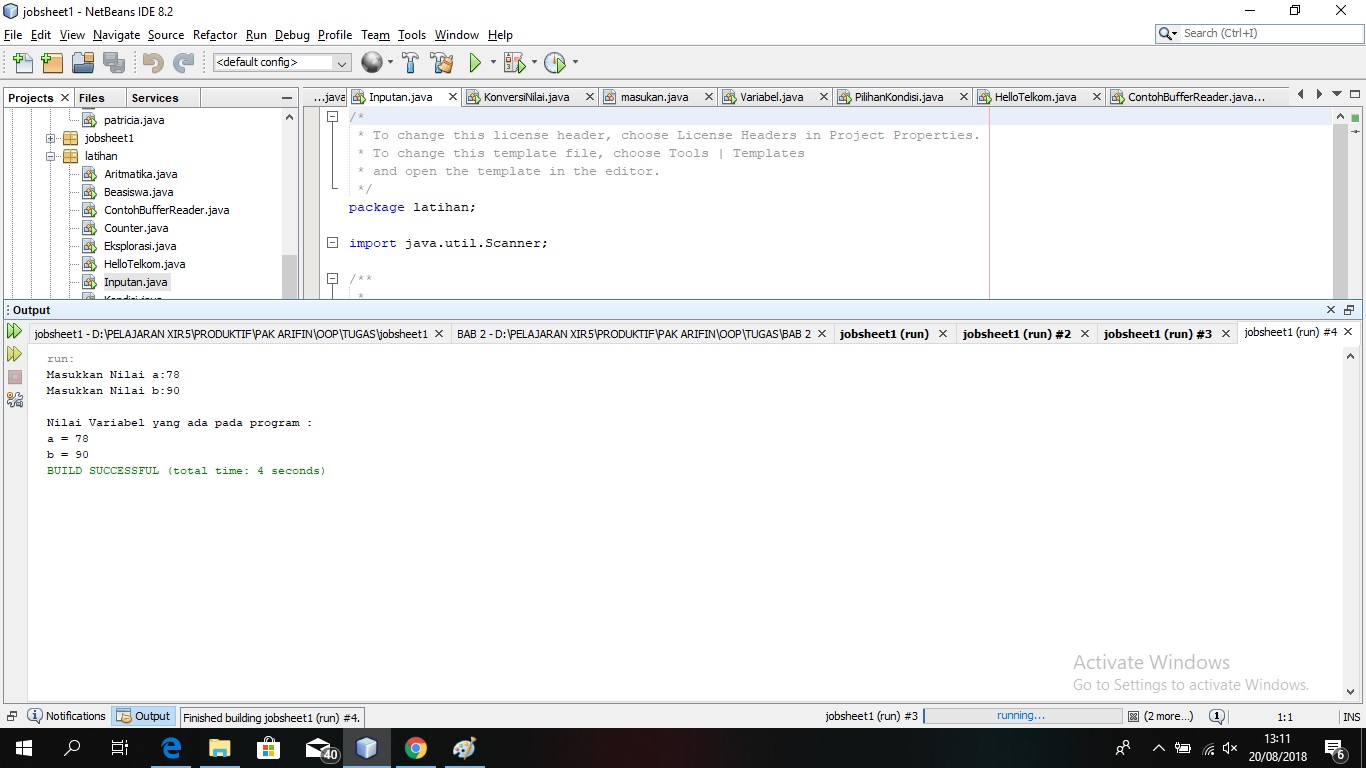 jobsheet1 - NetBeans IDE 8.2
File Edit View Navigate Source Refactor Run Debug Profile Team Tools Window Help
Search (Ctrl+I)
<default config>
Projects Files Services
patricia.java
jobsheet1
latihan
Aritmatika.java
Beasiswa.java
ContohBufferReader.java
Counter.java
Eksplorasi.java
HelloTelkom.java
Inputan.java
Kondisi.java
...java Inputan.java KonversiNilai.java masukan.java Variabel.java PilihanKondisi.java HelloTelkom.java ContohBufferReader.java...
/*
* To change this license header, choose License Headers in Project Properties.
* To change this template file, choose Tools | Templates
* and open the template in the editor.
*/
package latihan;
import java.util.Scanner;
/**
*
Output
jobsheet1 - D:\PELAJARAN XIR5\PRODUKTIF\PAK ARIFIN\OOP\TUGAS\jobsheet1 BAB 2 - D:\PELAJARAN XIR5\PRODUKTIF\PAK ARIFIN\OOP\TUGAS\BAB 2 jobsheet1 (run) jobsheet1 (run) #2 jobsheet1 (run) #3 jobsheet1 (run) #4
run:
Masukkan Nilai a:78
Masukkan Nilai b:90
Nilai Variabel yang ada pada program :
a = 78
b = 90
BUILD SUCCESSFUL (total time: 4 seconds)
Activate Windows
Go to Settings to activate Windows.
Notifications Output Finished building jobsheet1 (run) #4. jobsheet1 (run) #3 running... (2 more...) 1 1:1 INS
40
13:11
20/08/2018
6